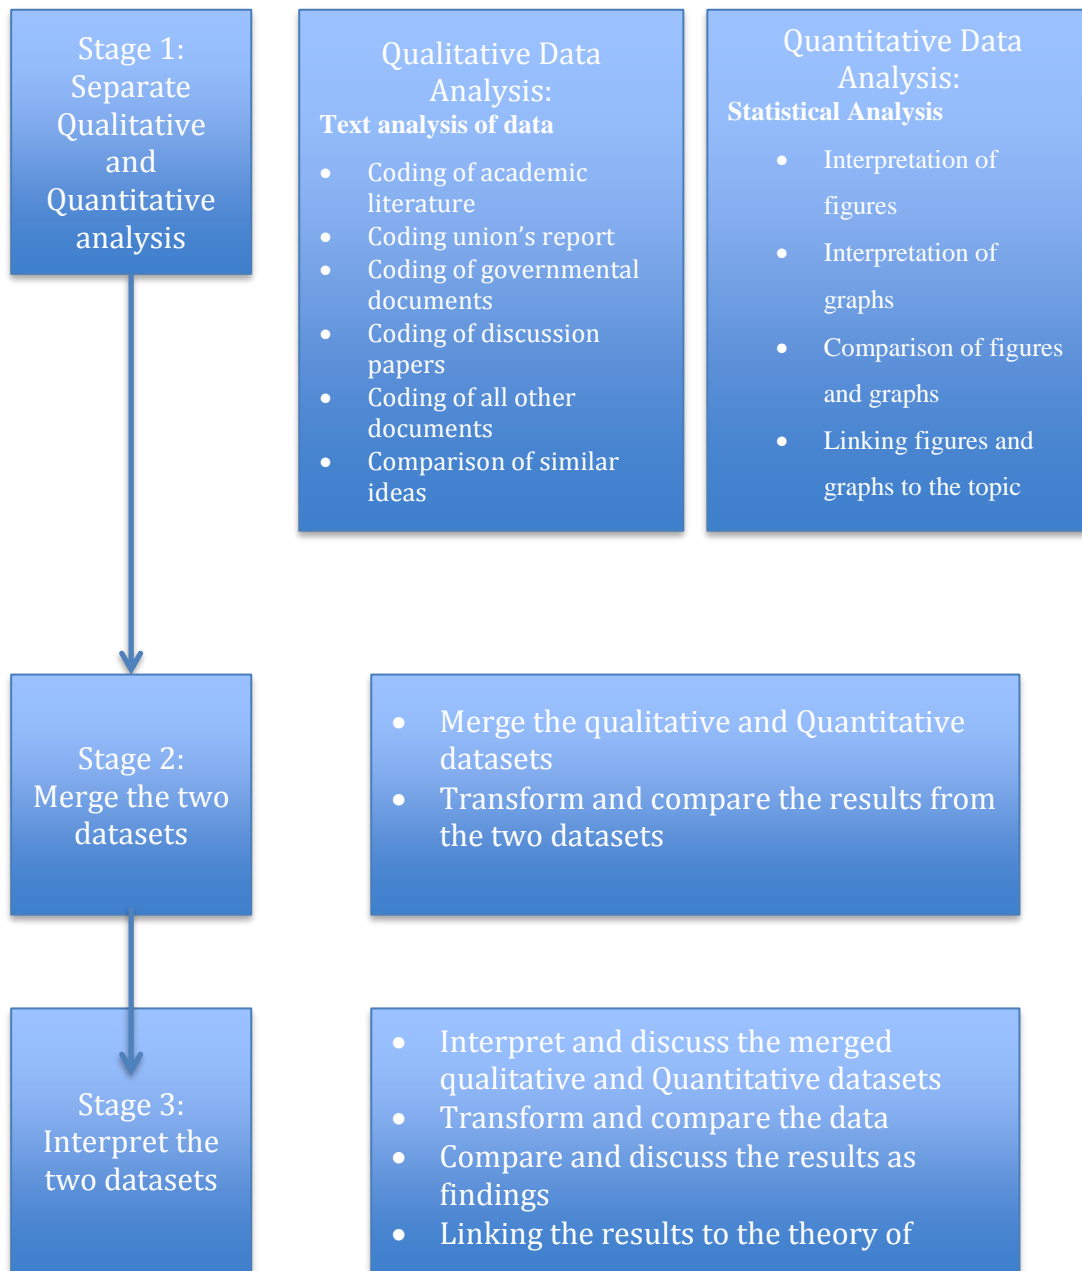 Stage 1:
Separate
Qualitative
and
Quantitative
analysis
Qualitative Data
Analysis:
Text analysis of data
• Coding of academic
literature
• Coding union’s report
• Coding of governmental
documents
• Coding of discussion
papers
• Coding of all other
documents
• Comparison of similar
ideas
Quantitative Data
Analysis:
Statistical Analysis
• Interpretation of
figures
• Interpretation of
graphs
• Comparison of figures
and graphs
• Linking figures and
graphs to the topic
Stage 2:
Merge the two
datasets
• Merge the qualitative and Quantitative
datasets
• Transform and compare the results from
the two datasets
Stage 3:
Interpret the
two datasets
• Interpret and discuss the merged
qualitative and Quantitative datasets
• Transform and compare the data
• Compare and discuss the results as
findings
• Linking the results to the theory of